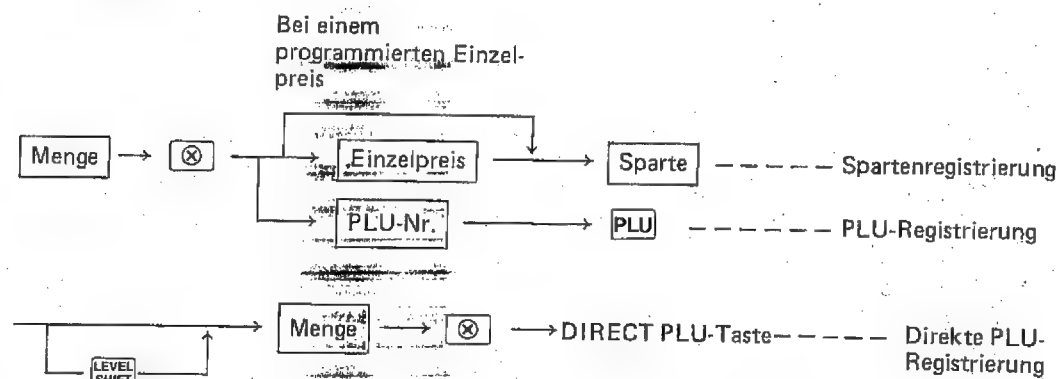 Bei einem
programmierten Einzel-
preis
Menge ⊗ Einzelpreis Sparte Spartenregistrierung
PLU-Nr. PLU PLU-Registrierung
Menge ⊗ DIRECT PLU-Taste Direkte PLU-
Registrierung
LEVEL
SHIFT